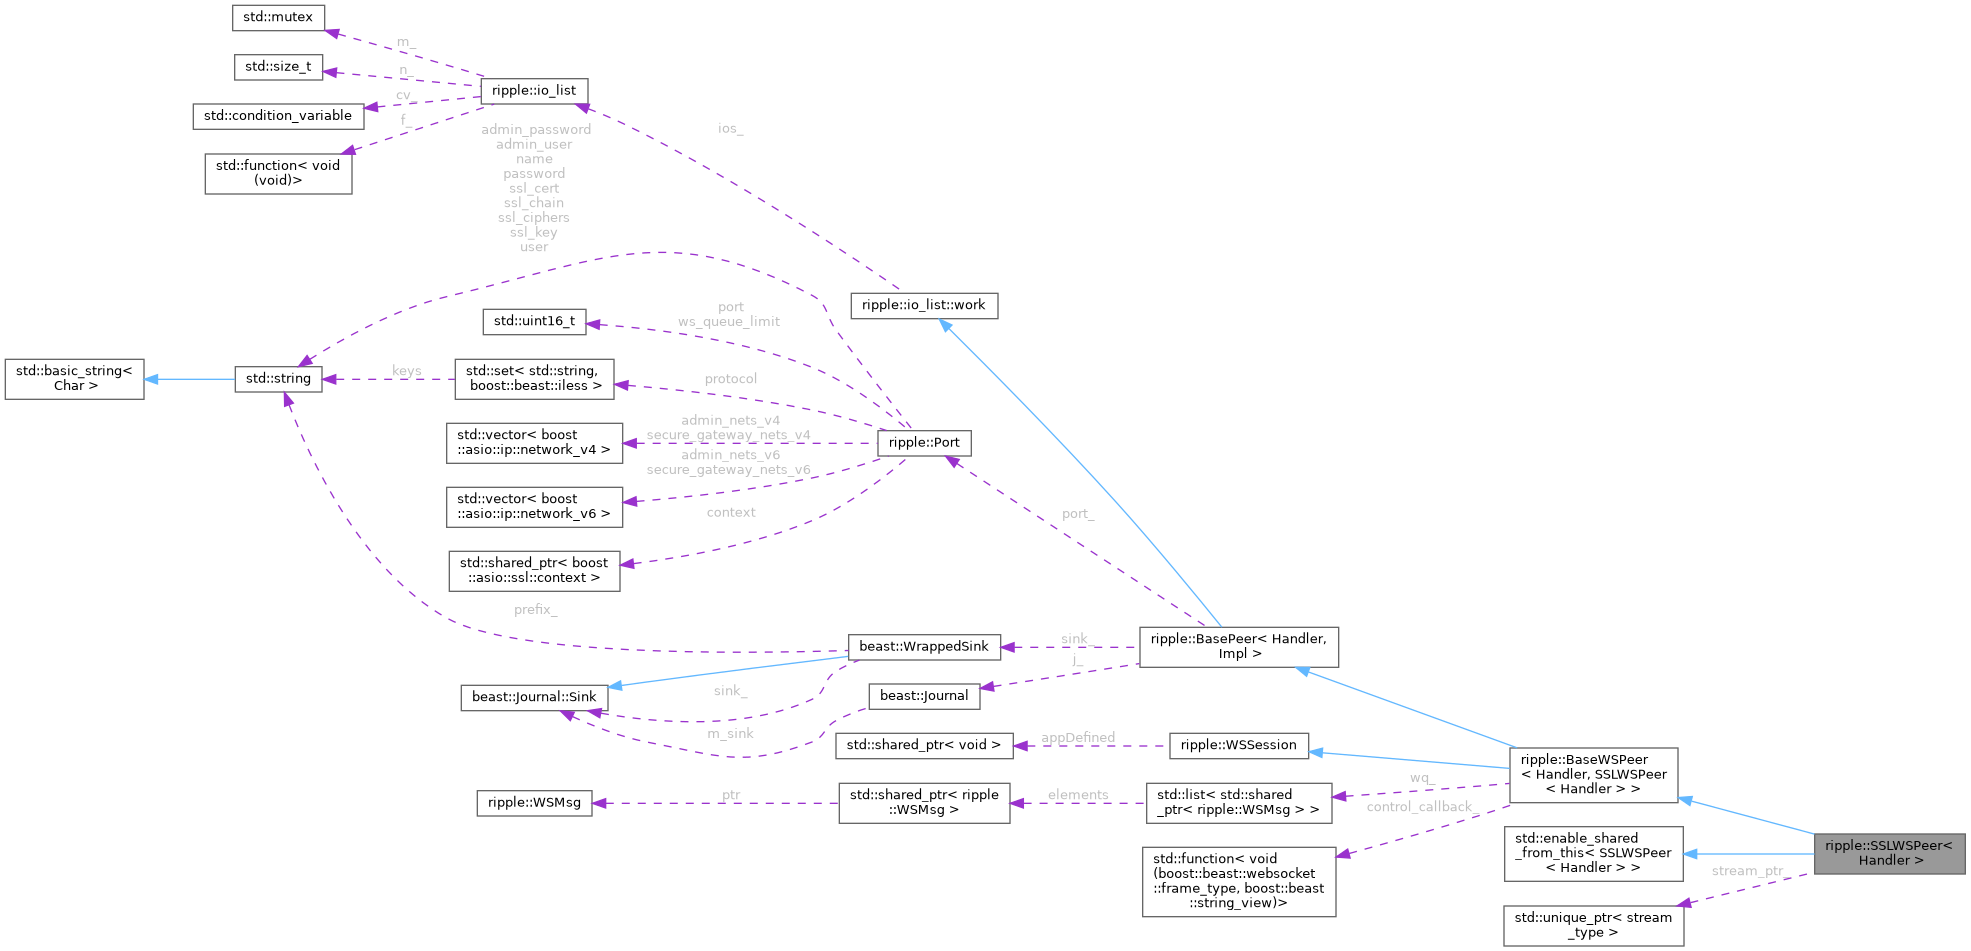 std::mutex
m_
std::size_t
n_
ripple::io_list
cv_
std::condition_variable
f_
std::function< void
(void)>
ios_
admin_password
admin_user
name
password
ssl_cert
ssl_chain
ssl_ciphers
ssl_key
user
ripple::io_list::work
port
ws_queue_limit
std::uint16_t
std::basic_string<
Char >
std::string
keys
std::set< std::string,
boost::beast::iless >
protocol
admin_nets_v4
secure_gateway_nets_v4
std::vector< boost
::asio::ip::network_v4 >
ripple::Port
admin_nets_v6
secure_gateway_nets_v6
std::vector< boost
::asio::ip::network_v6 >
context
port_
std::shared_ptr< boost
::asio::ssl::context >
prefix_
beast::WrappedSink
sink_
ripple::BasePeer< Handler,
Impl >
j_
beast::Journal::Sink
sink_
beast::Journal
m_sink
std::shared_ptr< void >
appDefined
ripple::WSSession
ripple::BaseWSPeer
< Handler, SSLWSPeer
< Handler > >
wq_
ripple::WSMsg
ptr
std::shared_ptr< ripple
::WSMsg >
elements
std::list< std::shared
_ptr< ripple::WSMsg > >
control_callback_
std::function< void
(boost::beast::websocket
::frame_type, boost::beast
::string_view)>
std::enable_shared
_from_this< SSLWSPeer
< Handler > >
ripple::SSLWSPeer<
Handler >
stream_ptr_
std::unique_ptr< stream
_type >